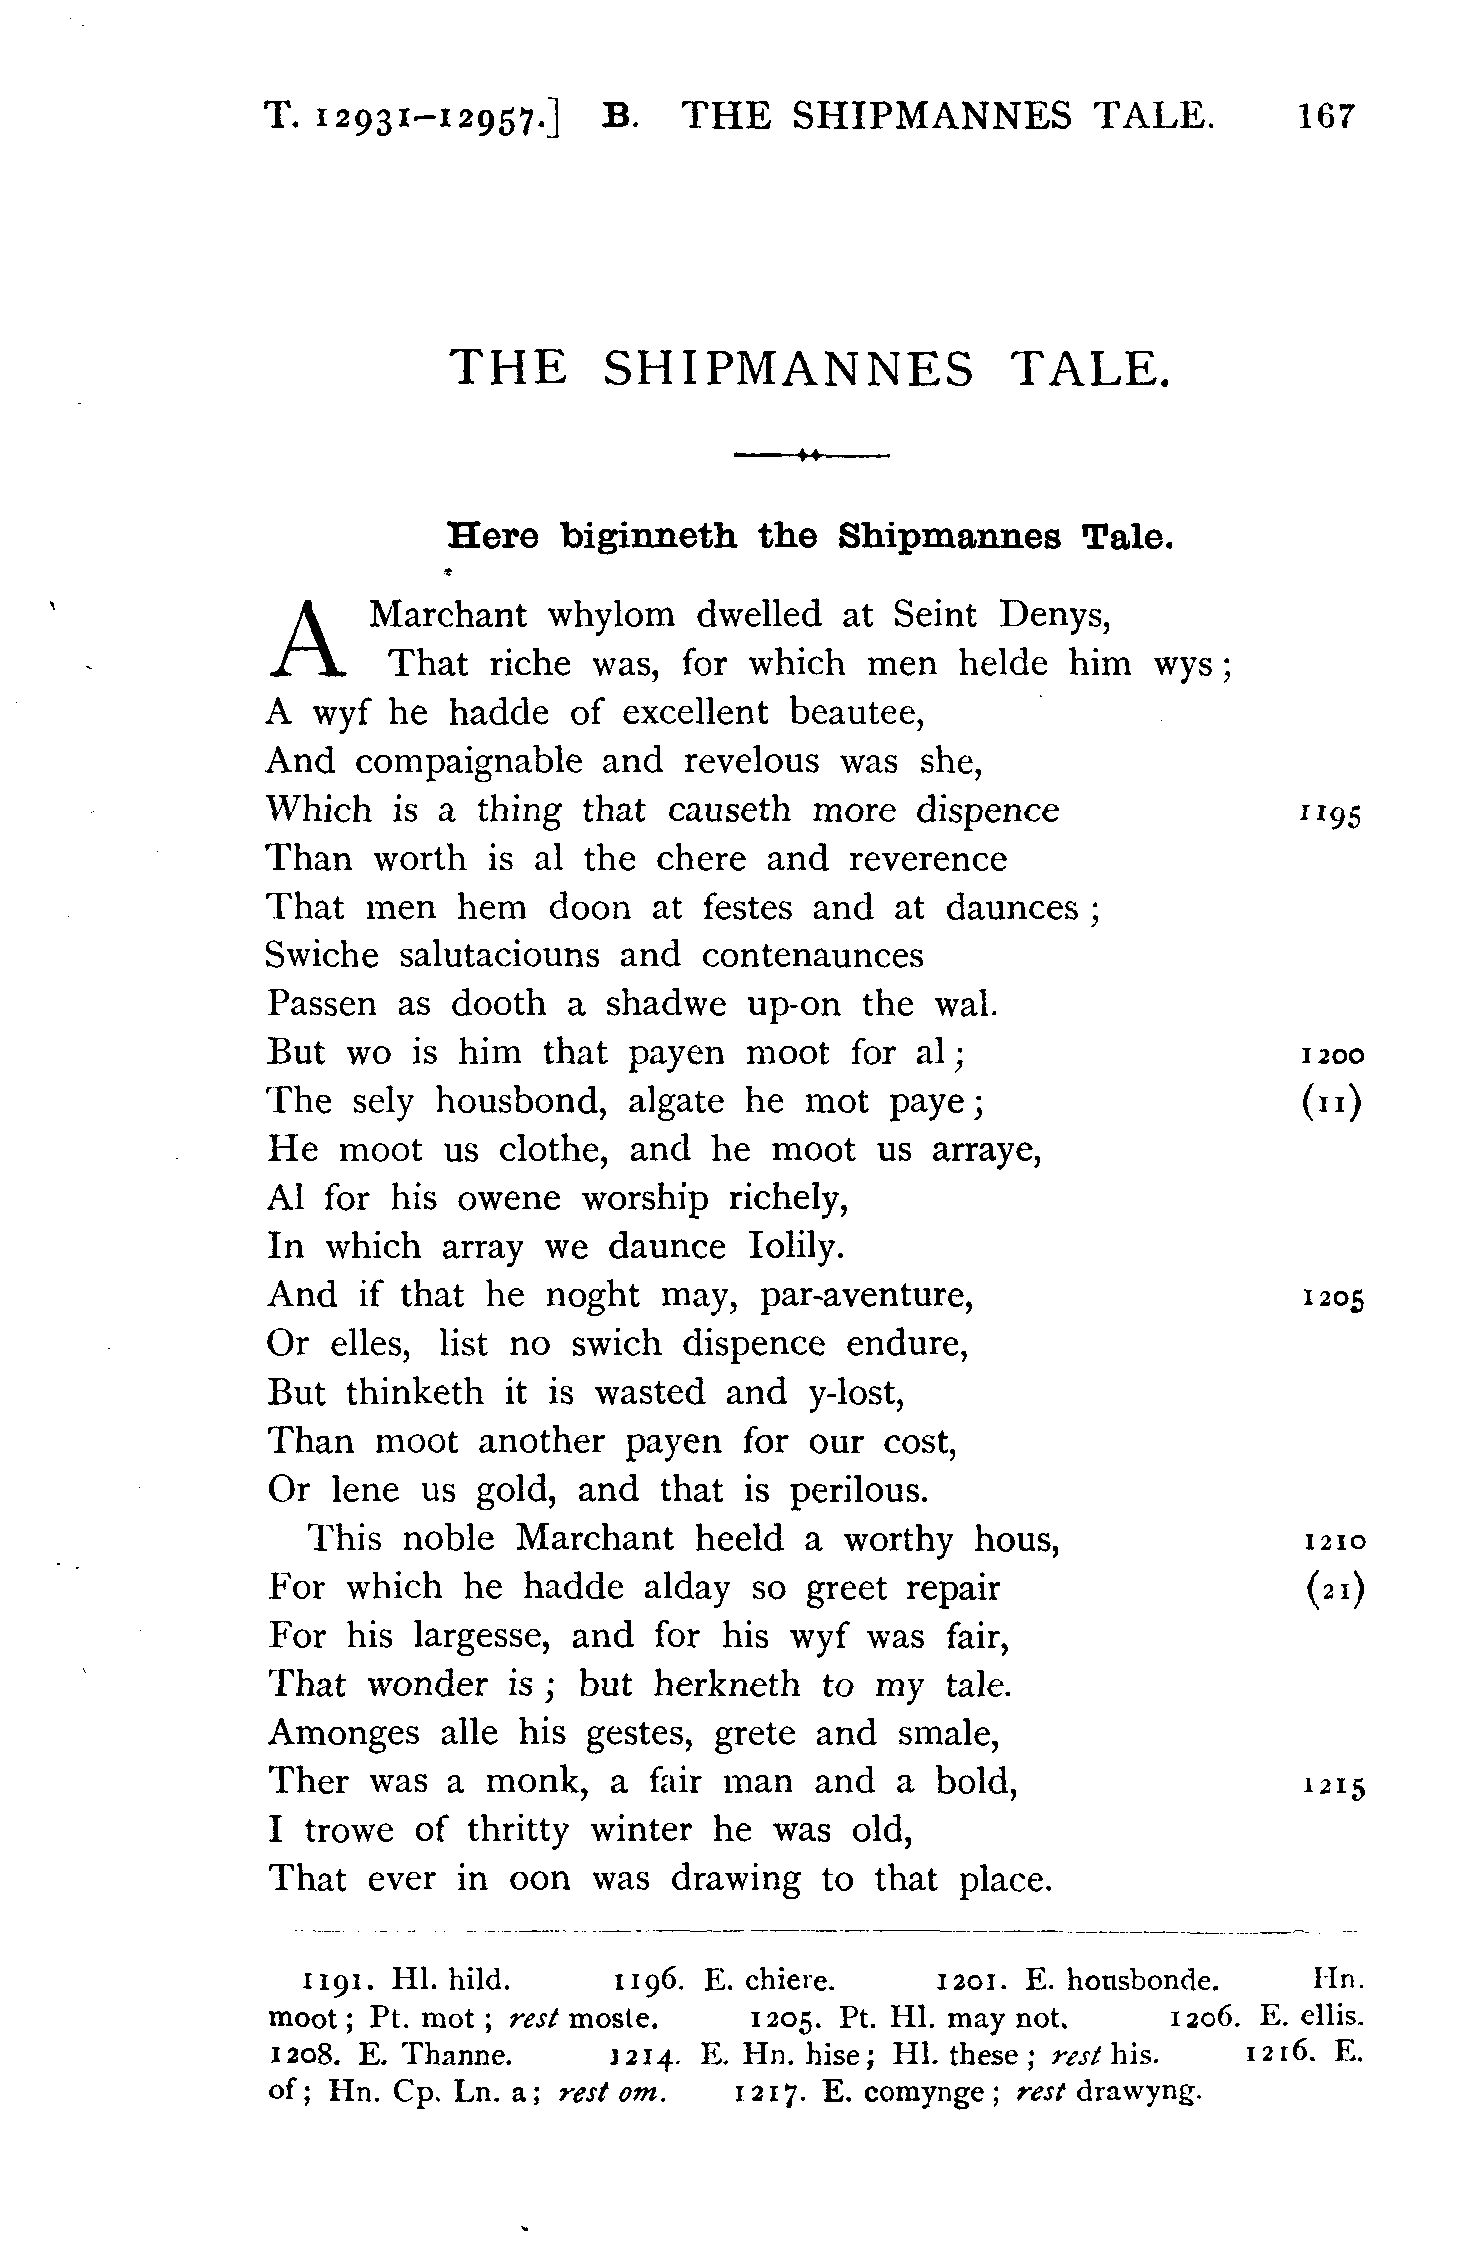 T. 12931–12957.] B. THE SHIPMANNES TALE. 167
THE SHIPMANNES TALE.
Here biginneth the Shipmannes Tale.
A Marchant whylom dwelled at Seint Denys,
That riche was, for which men helde him wys;
A wyf he hadde of excellent beautee,
And compaignable and revelous was she,
Which is a thing that causeth more dispence 1195
Than worth is al the chere and reverence
That men hem doon at festes and at daunces;
Swiche salutaciouns and contenaunces
Passen as dooth a shadwe up-on the wal.
But wo is him that payen moot for al; 1200
The sely housbond, algate he mot paye; (11)
He moot us clothe, and he moot us arraye,
Al for his owene worship richely,
In which array we daunce Iolily.
And if that he noght may, par-aventure, 1205
Or elles, list no swich dispence endure,
But thinketh it is wasted and y-lost,
Than moot another payen for our cost,
Or lene us gold, and that is perilous.
This noble Marchant heeld a worthy hous, 1210
For which he hadde alday so greet repair (21)
For his largesse, and for his wyf was fair,
That wonder is; but herkneth to my tale.
Amonges alle his gestes, grete and smale,
Ther was a monk, a fair man and a bold, 1215
I trowe of thritty winter he was old,
That ever in oon was drawing to that place.
1191. Hl. hild. 1196. E. chiere. 1201. E. housbonde. Hn.
moot; Pt. mot; rest moste. 1205. Pt. Hl. may not. 1206. E. ellis.
1208. E. Thanne. 1214. E. Hn. hise; Hl. these; rest his. 1216. E.
of; Hn. Cp. Ln. a; rest om. 1217. E. comynge; rest drawyng.